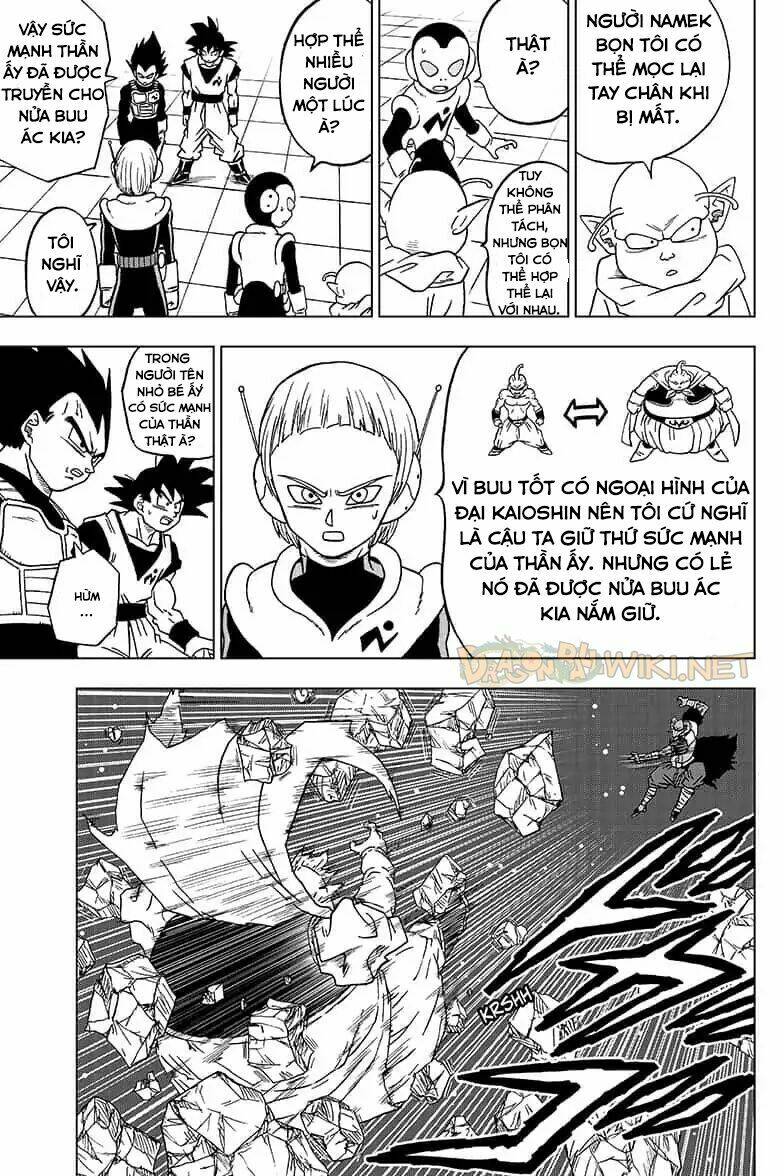 NGƯỜI NAMEK
BỌN TÔI CÓ
THỂ MỌC LẠI
TAY CHÂN KHI
BỊ MẤT.
THẬT
À?
TUY
KHÔNG
THỂ PHÂN
TÁCH,
NHƯNG BỌN
TÔI CÓ
THỂ HỢP
THỂ LẠI
VỚI NHAU.
HỢP THỂ
NHIỀU
NGƯỜI
MỘT LÚC
À?
VẬY SỨC
MẠNH THẦN
ẤY ĐÃ ĐƯỢC
TRUYỀN CHO
NỬA BUU
ÁC KIA?
TÔI
NGHĨ
VẬY.
VÌ BUU TỐT CÓ NGOẠI HÌNH CỦA
ĐẠI KAIOSHIN NÊN TÔI CỨ NGHĨ
LÀ CẬU TA GIỮ THỨ SỨC MẠNH
CỦA THẦN ẤY. NHƯNG CÓ LẺ
NÓ ĐÃ ĐƯỢC NỬA BUU ÁC
KIA NẮM GIỮ.
TRONG
NGƯỜI TÊN
NHỎ BÉ ẤY
CÓ SỨC MẠNH
CỦA THẦN
THẬT À?
HỪM
...
DRAGON BALL WIKI.NET
KRSHH